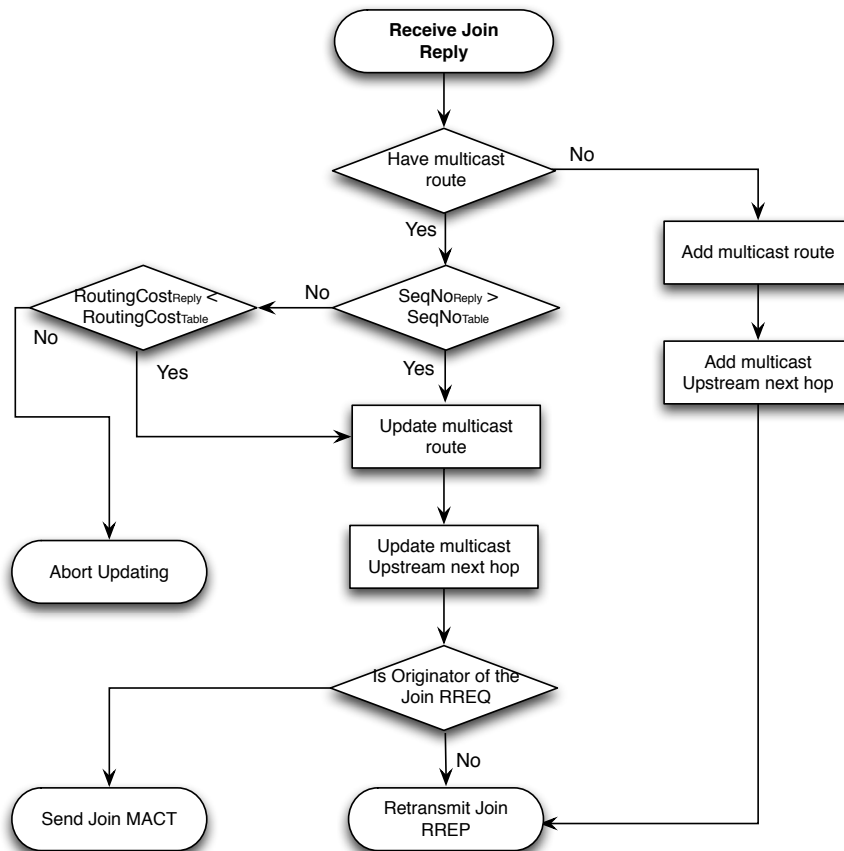 Receive Join
Reply
Have multicast
route
No
Yes
Add multicast route
RoutingCostReply <
RoutingCostTable
No
SeqNoReply >
SeqNoTable
No
Yes
Yes
Add multicast
Upstream next hop
Update multicast
route
Update multicast
Upstream next hop
Abort Updating
Is Originator of the
Join RREQ
No
Send Join MACT
Retransmit Join
RREP